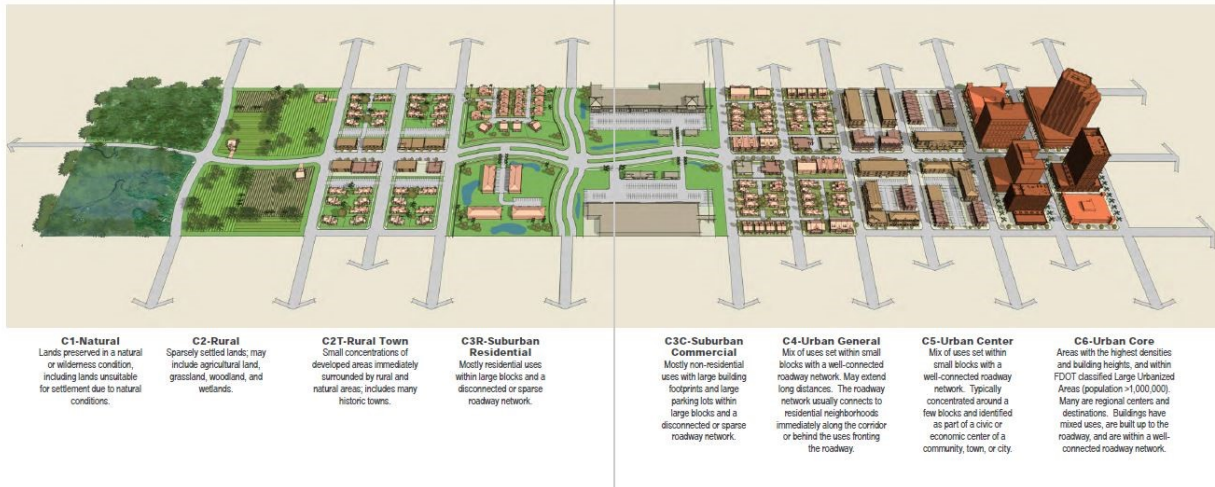 C1-Natural
Lands preserved in a natural
or wilderness condition,
including lands unsuitable
for settlement due to natural
conditions.
C2-Rural
Sparsely settled lands; may
include agricultural land,
grassland, woodland, and
wetlands.
C2T-Rural Town
Small concentrations of
developed areas immediately
surrounded by rural and
natural areas; includes many
historic towns.
C3R-Suburban
Residential
Mostly residential uses
within large blocks and a
disconnected or sparse
roadway network.
C3C-Suburban
Commercial
Mostly non-residential
uses with large building
footprints and large
parking lots within
large blocks and a
disconnected or sparse
roadway network.
C4-Urban General
Mix of uses set within small
blocks with a well-connected
roadway network. May extend
long distances. The roadway
network usually connects to
residential neighborhoods
immediately along the corridor
or behind the uses fronting
the roadway.
C5-Urban Center
Mix of uses set within
small blocks with a
well-connected roadway
network. Typically
concentrated around a
few blocks and identified
as part of a civic or
economic center of a
community, town, or city.
C6-Urban Core
Areas with the highest densities
and building heights, and within
FDOT classified Large Urbanized
Areas (population >1,000,000).
Many are regional centers and
destinations. Buildings have
mixed uses, are built up to the
roadway, and are within a well-
connected roadway network.